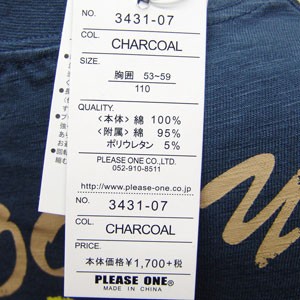 NO. 3431-07
COL. CHARCOAL
SIZE.
胸囲 53~59
110
QUALITY.
〈本体〉綿 100%
〈附属〉綿 95%
ポリウレタン 5%
PLEASE ONE CO.,LTD.
052-910-8511
http://www.please-one.co.jp
NO. 3431-07
COL. CHARCOAL
PRICE.
本体価格 ¥1,700+税
PLEASE ONE®
MADE IN CHINA